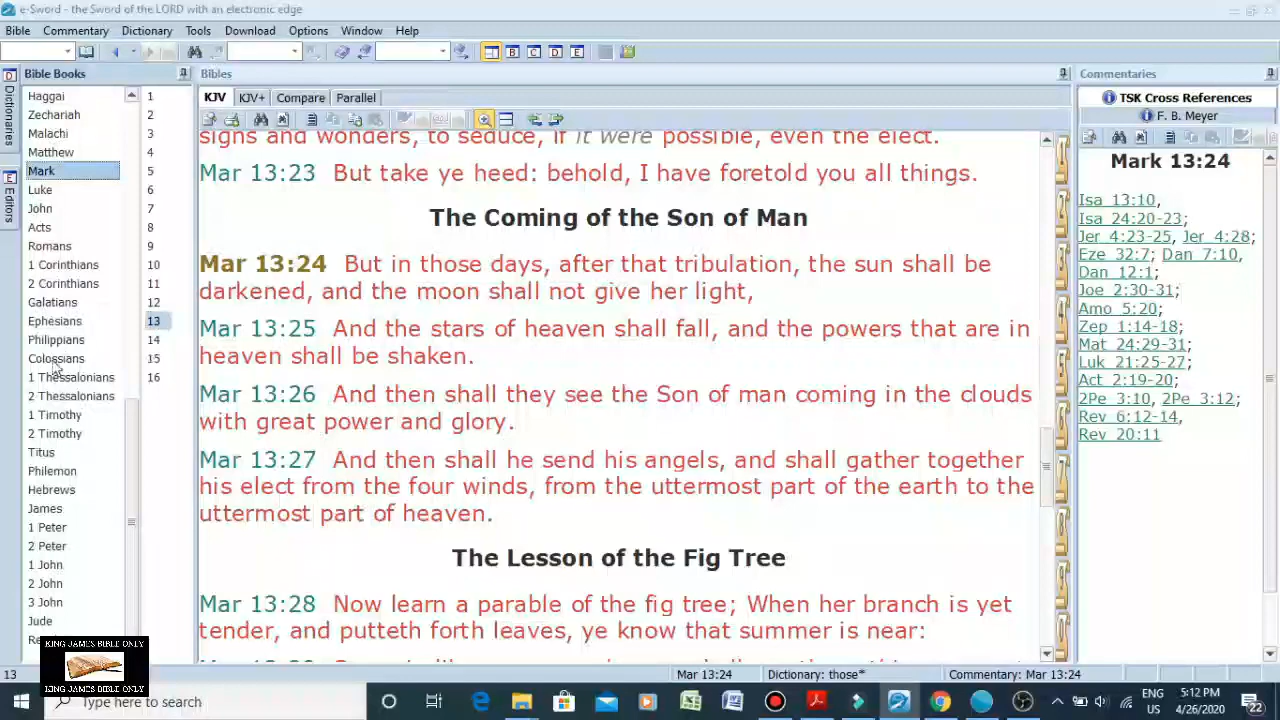 e-Sword - the Sword of the LORD with an electronic edge
Bible Commentary Dictionary Tools Download Options Window Help
B C D E
Bible Books
Bibles
Commentaries
D Dictionaries
E Editors
KJV KJV+ Compare Parallel
TSK Cross References
F. B. Meyer
Haggai
Zechariah
Malachi
Matthew
Mark
Luke
John
Acts
Romans
1 Corinthians
2 Corinthians
Galatians
Ephesians
Philippians
Colossians
1 Thessalonians
2 Thessalonians
1 Timothy
2 Timothy
Titus
Philemon
Hebrews
James
1 Peter
2 Peter
1 John
2 John
3 John
Jude
1
2
3
4
5
6
7
8
9
10
11
12
13
14
15
16
signs and wonders, to seduce, if it were possible, even the elect.
Mar 13:23 But take ye heed: behold, I have foretold you all things.
The Coming of the Son of Man
Mar 13:24 But in those days, after that tribulation, the sun shall be
darkened, and the moon shall not give her light,
Mar 13:25 And the stars of heaven shall fall, and the powers that are in
heaven shall be shaken.
Mar 13:26 And then shall they see the Son of man coming in the clouds
with great power and glory.
Mar 13:27 And then shall he send his angels, and shall gather together
his elect from the four winds, from the uttermost part of the earth to the
uttermost part of heaven.
The Lesson of the Fig Tree
Mar 13:28 Now learn a parable of the fig tree; When her branch is yet
tender, and putteth forth leaves, ye know that summer is near:
Mark 13:24
Isa 13:10,
Isa 24:20-23;
Jer 4:23-25, Jer 4:28;
Eze 32:7; Dan 7:10,
Dan 12:1;
Joe 2:30-31;
Amo 5:20;
Zep 1:14-18;
Mat 24:29-31;
Luk 21:25-27;
Act 2:19-20;
2Pe 3:10, 2Pe 3:12;
Rev 6:12-14,
Rev 20:11
KING JAMES BIBLE ONLY
KING JAMES BIBLE ONLY
13
Mar 13:24
Dictionary: those*
Commentary: Mar 13:24
Type here to search
ENG
US
5:12 PM
4/26/2020
22